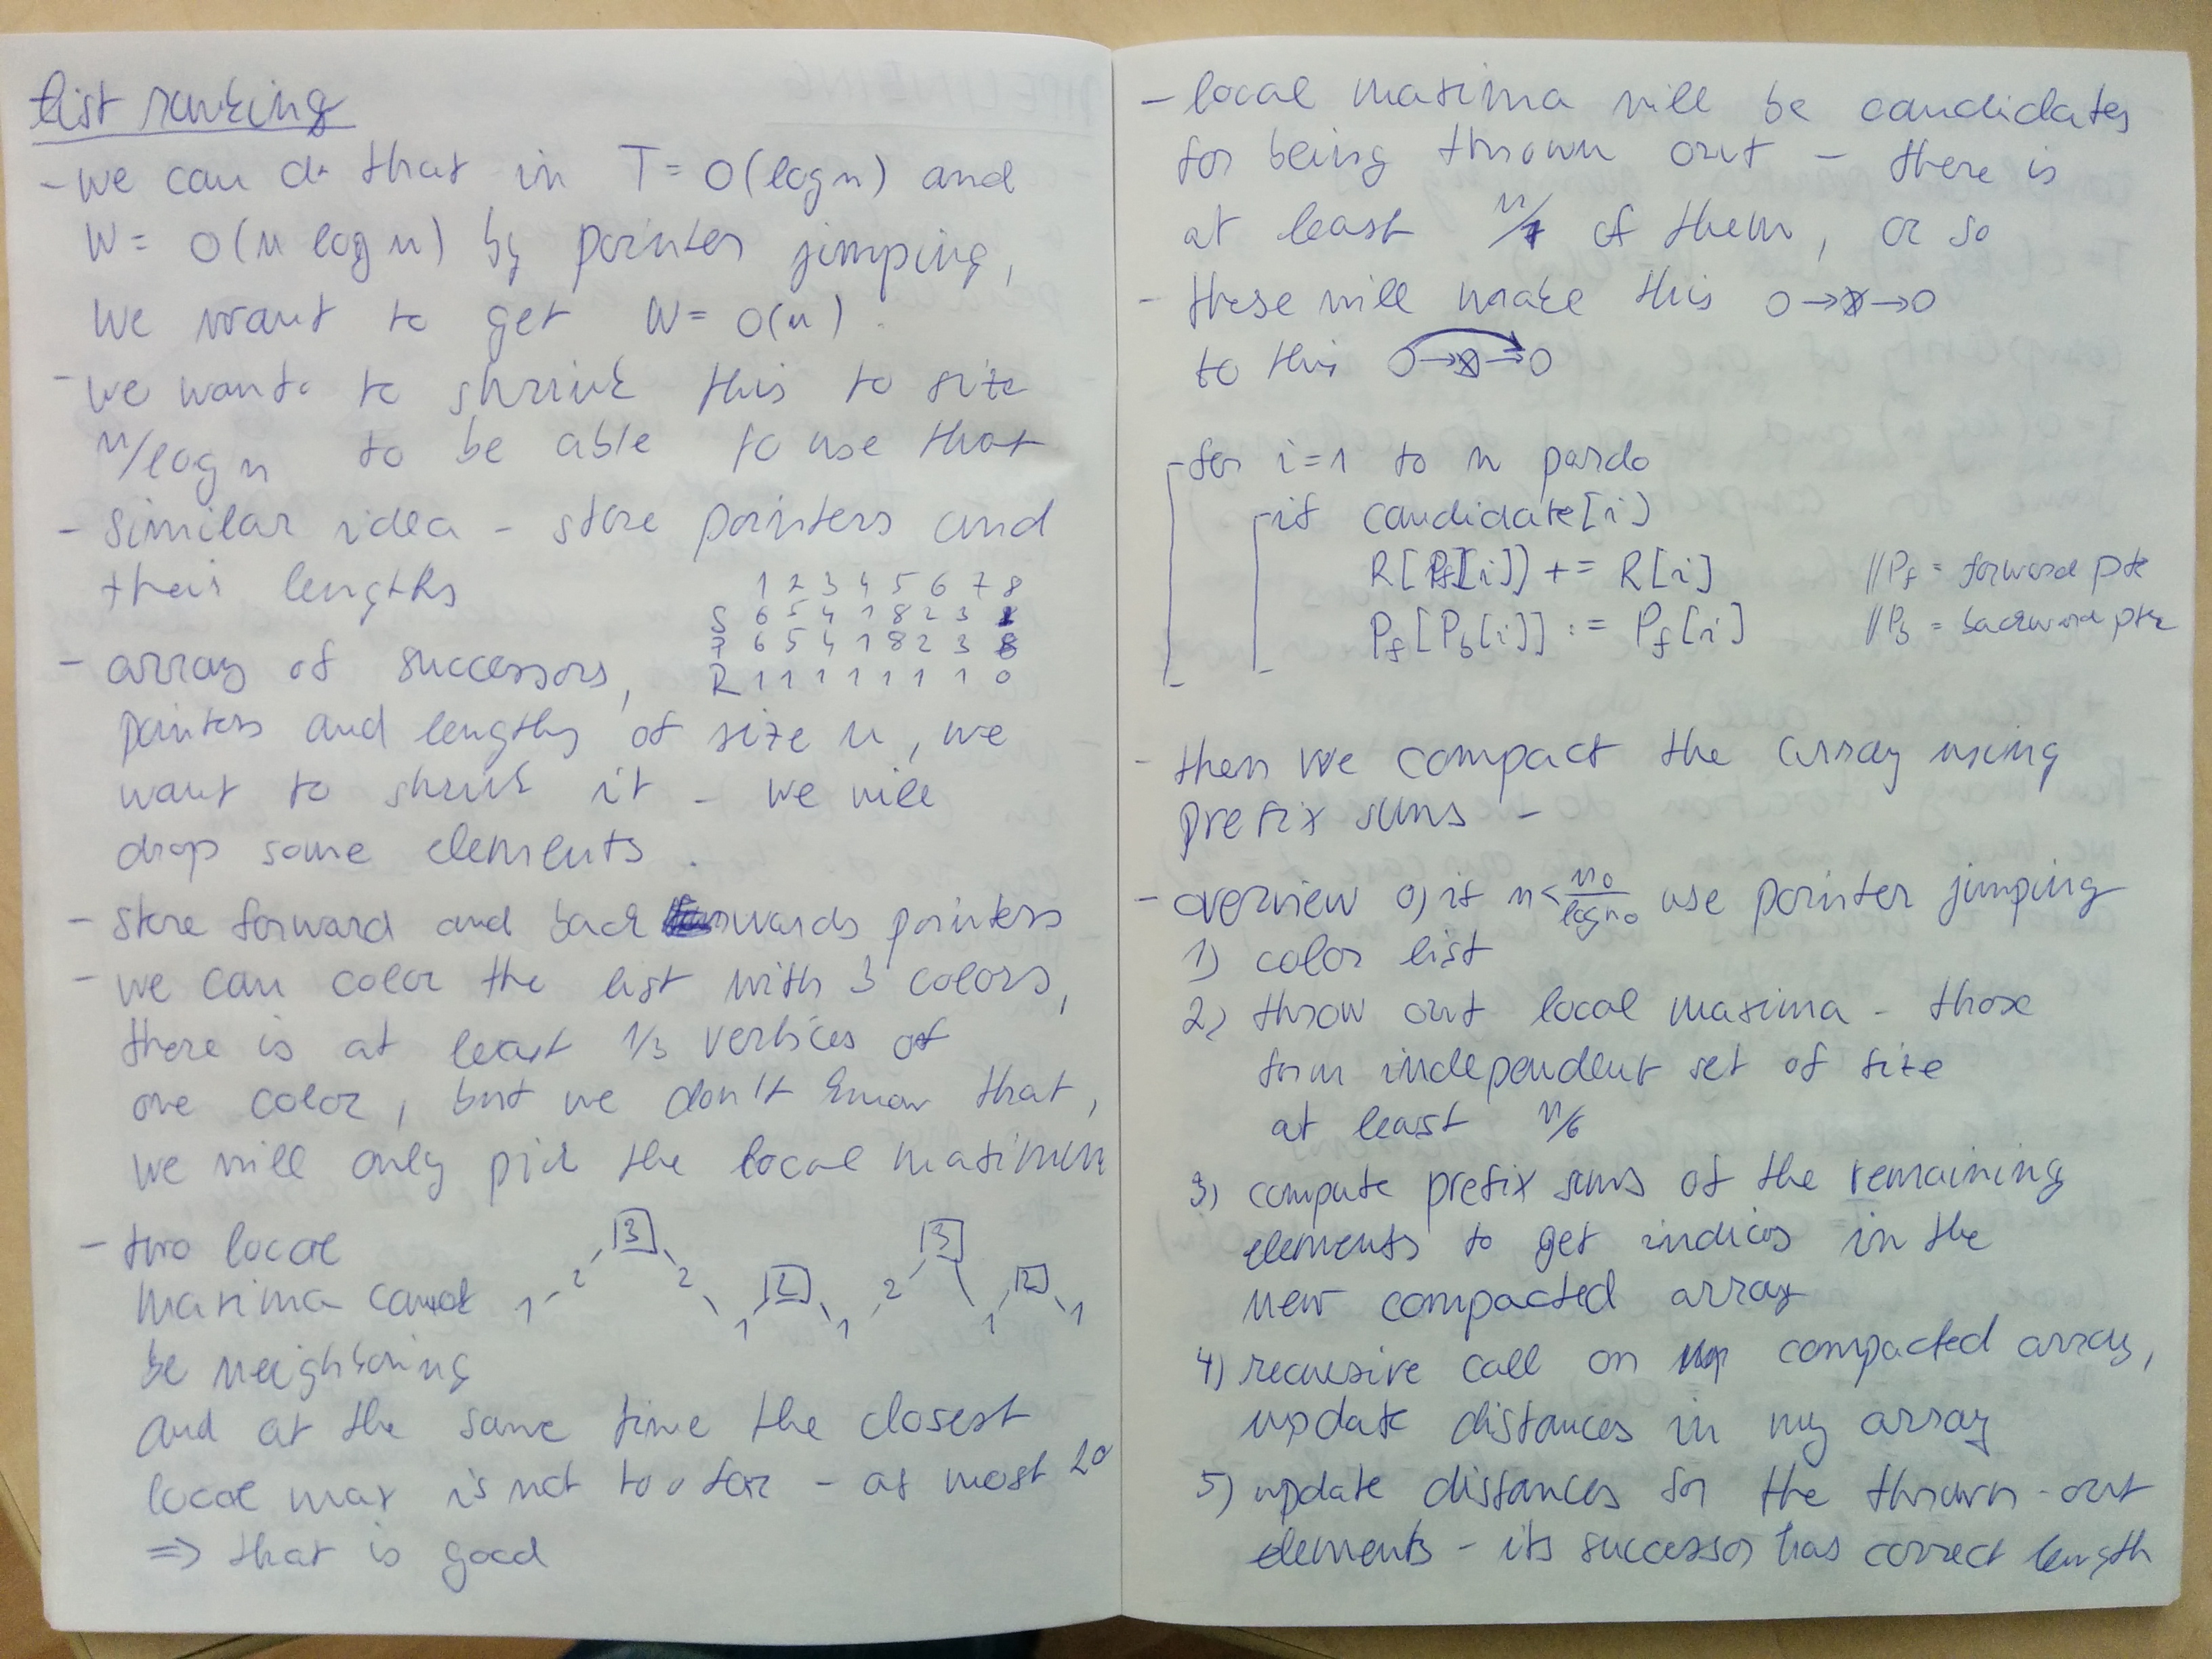 list ranking
- we can do that in T = O(log n) and
W = O(n log n) by pointer jimping,
we want to get W = O(n).
- we want to shrink this to size
n/log n to be able to use that
- similar idea - store pointers and
their lengths
1 2 3 4 5 6 7 8
S 6 5 4 1 8 2 3
6 5 4 1 8 2 3 8
R 1 1 1 1 1 1 1 0
- array of successors,
pointers and lengths of size n, we
want to shrink it - we will
drop some elements.
- store forward and back wards pointers
- we can color the list with 3 colors,
there is at least 1/3 vertices of
one color, but we don't know that,
we will only pick the local maximum
- two local
maxima cannot
be neighboring
1 2 3 2 1 2 1 2 3 1 2 1
and at the same time the closest
local max is not too far - at most
=> that is good
- local maxima will be candidates
for being thrown out - there is
at least n/ of them, or so
- these will make this O→X→O
to this O→X→O
for i=1 to n pardo
if candidate[i]
R[P_f[i]] += R[i] // P_f = forward ptr
P_f[P_b[i]] := P_f[i] // P_b = backward ptr
- then we compact the array using
prefix sums -
- overview 0) if n < n_0/log n_0 use pointer jimping
1) color list
2) throw out local maxima - those
form independent set of size
at least n/6
3) compute prefix sums of the remaining
elements to get indices in the
new compacted array
4) recursive call on compacted array,
update distances in my array
5) update distances for the thrown-out
elements - its successor has correct length